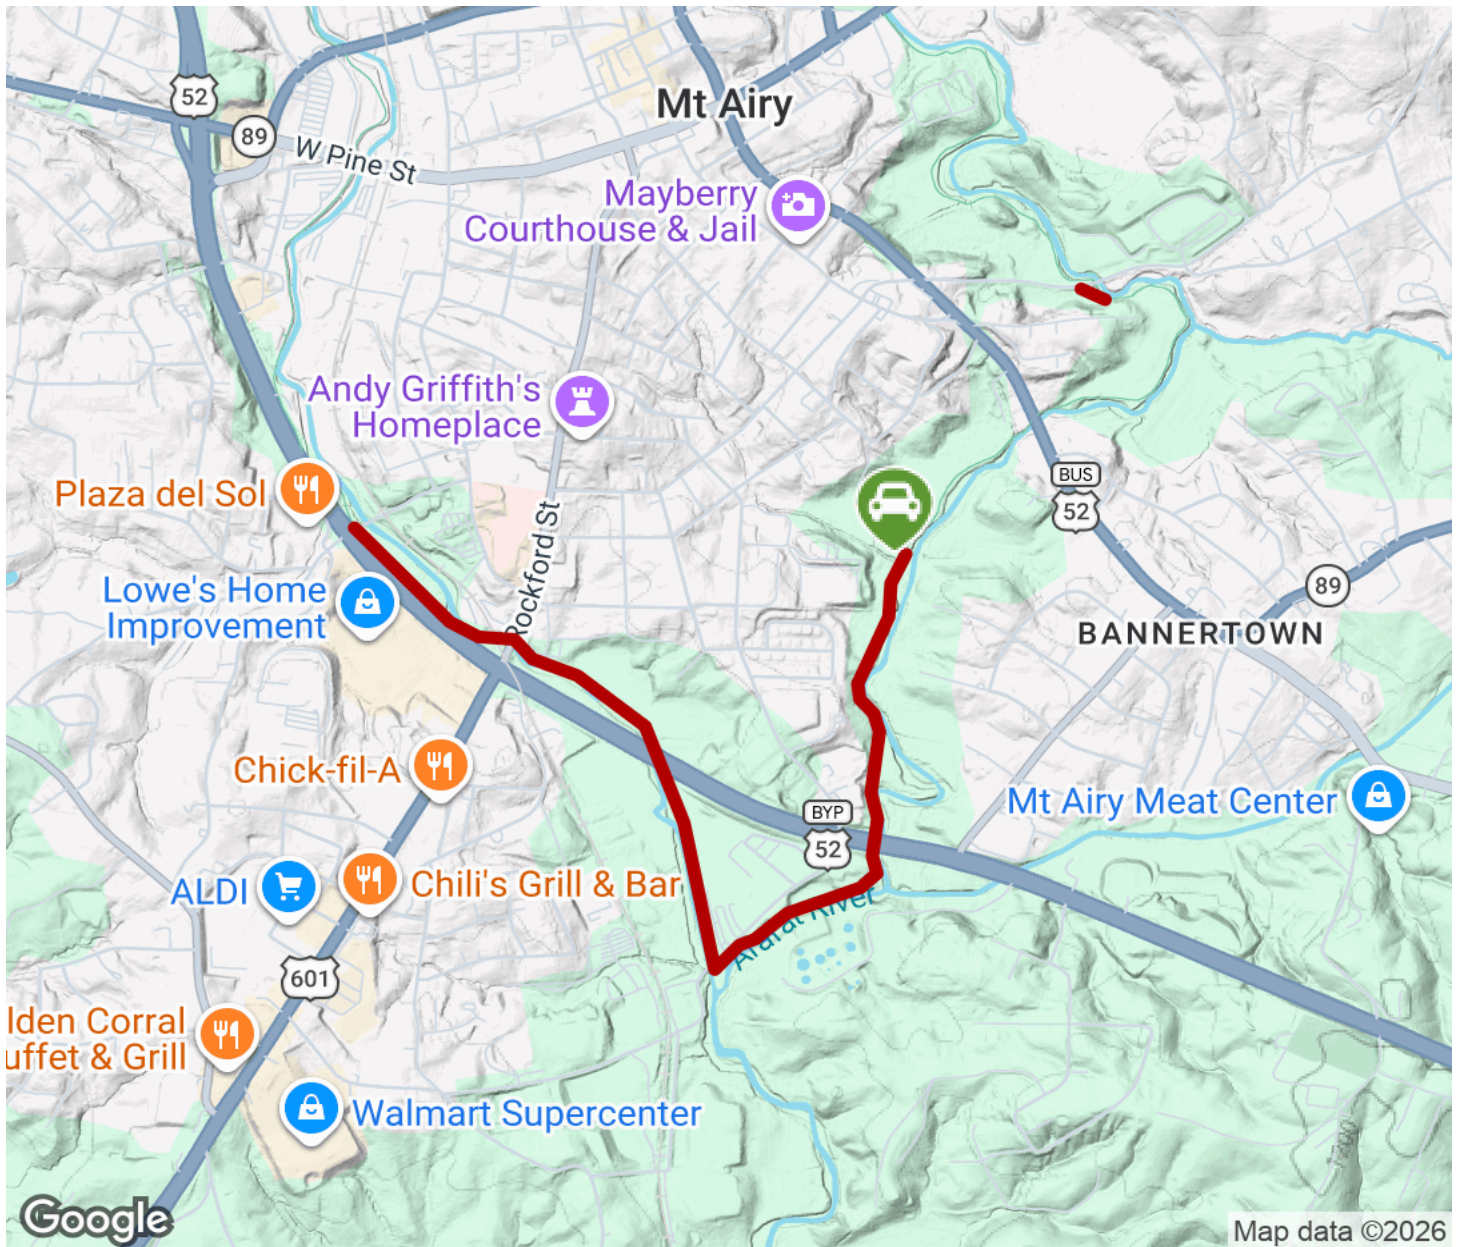 52
89
W Pine St
Mt Airy
Mayberry
Courthouse & Jail
Andy Griffith's
Homeplace
Plaza del Sol
BUS
52
Rockford St
Lowe's Home
Improvement
89
BANNERTOWN
Chick-fil-A
BYP
52
Mt Airy Meat Center
ALDI
Chili's Grill & Bar
Ararat River
601
lden Corral
uffet & Grill
Walmart Supercenter
Google
Map data ©2026